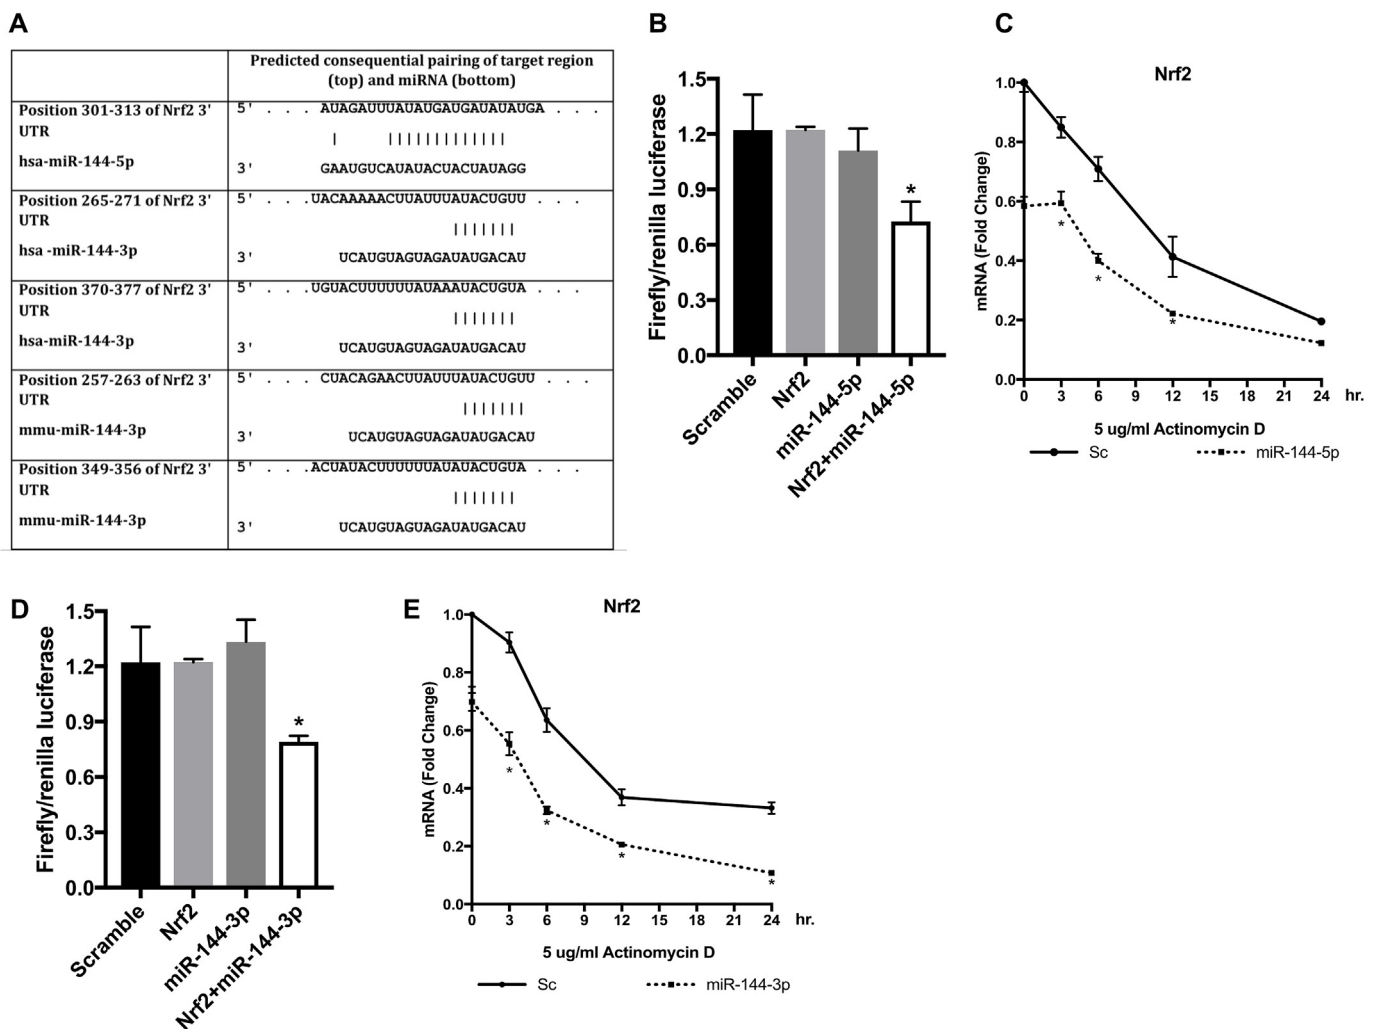 A
Predicted consequential pairing of target region
(top) and miRNA (bottom)
Position 301-313 of Nrf2 3'
UTR
hsa-miR-144-5p
5' . . . AUAGAUUUAUAUGAUGAUAUAUGA . . .
| |||||||||||||
3' GAAUGUCAUAUACUACUAUAGG
Position 265-271 of Nrf2 3'
UTR
hsa -miR-144-3p
5' . . .UACAAAAACUUAUUUAUACUGUU . . .
|||||||
3' UCAUGUAGUAGAUAUGACAU
Position 370-377 of Nrf2 3'
UTR
hsa-miR-144-3p
5' . . .UGUACUUUUUUAUAAAUACUGUA . . .
|||||||
3' UCAUGUAGUAGAUAUGACAU
Position 257-263 of Nrf2 3'
UTR
mmu-miR-144-3p
5' . . . CUACAGAACUUAUUUAUACUGUU . . .
|||||||
3' UCAUGUAGUAGAUAUGACAU
Position 349-356 of Nrf2 3'
UTR
mmu-miR-144-3p
5' . . .ACUAUACUUUUUUAUAUACUGUA . . .
|||||||
3' UCAUGUAGUAGAUAUGACAU
B
Firefly/renilla luciferase
1.5
1.2
0.9
0.6
0.3
0.0
*
Scramble
Nrf2
miR-144-5p
Nrf2+miR-144-5p
C
Nrf2
mRNA (Fold Change)
1.0
0.8
0.6
0.4
0.2
0.0
* * *
0 3 6 9 12 15 18 21 24 hr.
5 ug/ml Actinomycin D
Sc miR-144-5p
D
Firefly/renilla luciferase
1.5
1.2
0.9
0.6
0.3
0.0
*
Scramble
Nrf2
miR-144-3p
Nrf2+miR-144-3p
E
Nrf2
mRNA (Fold Change)
1.0
0.8
0.6
0.4
0.2
0.0
* * * *
0 3 6 9 12 15 18 21 24 hr.
5 ug/ml Actinomycin D
Sc miR-144-3p